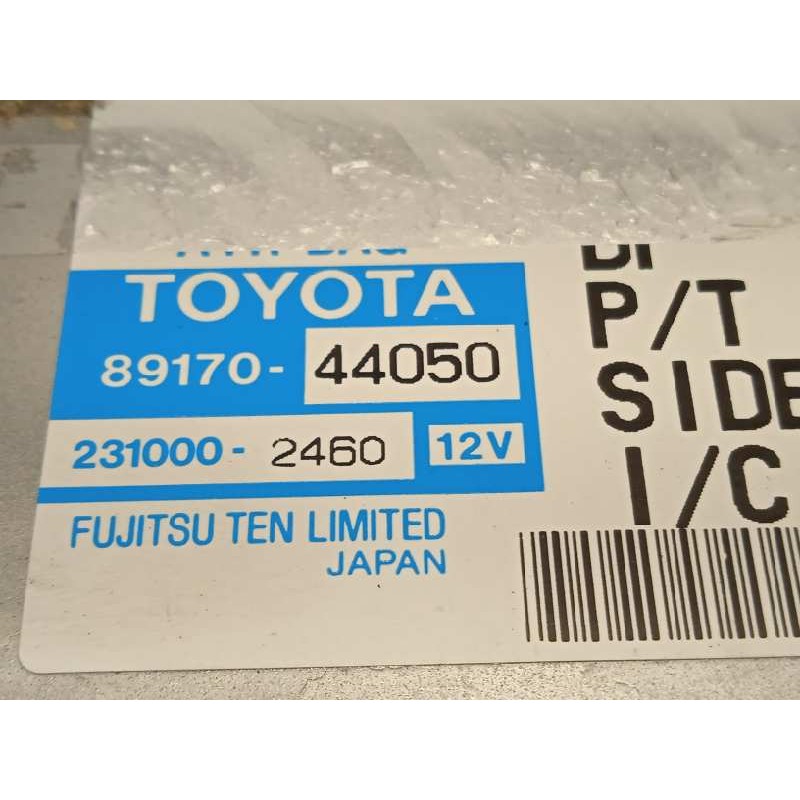 TOYOTA
89170- 44050
231000- 2460 12V
FUJITSU TEN LIMITED
JAPAN
P/T
SIDE
I/C